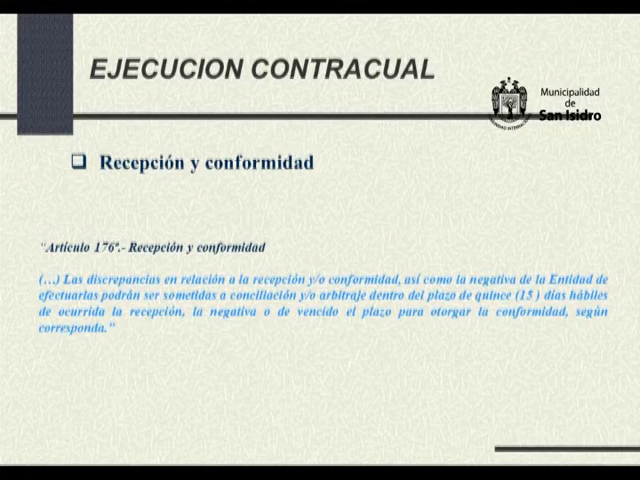 EJECUCION CONTRACUAL
Municipalidad
de
San Isidro
Recepción y conformidad
"Artículo 176º.- Recepción y conformidad
(…) Las discrepancias en relación a la recepción y/o conformidad, así como la negativa de la Entidad de
efectuarlas podrán ser sometidas a conciliación y/o arbitraje dentro del plazo de quince (15 ) días hábiles
de ocurrida la recepción, la negativa o de vencido el plazo para otorgar la conformidad, según
corresponda."